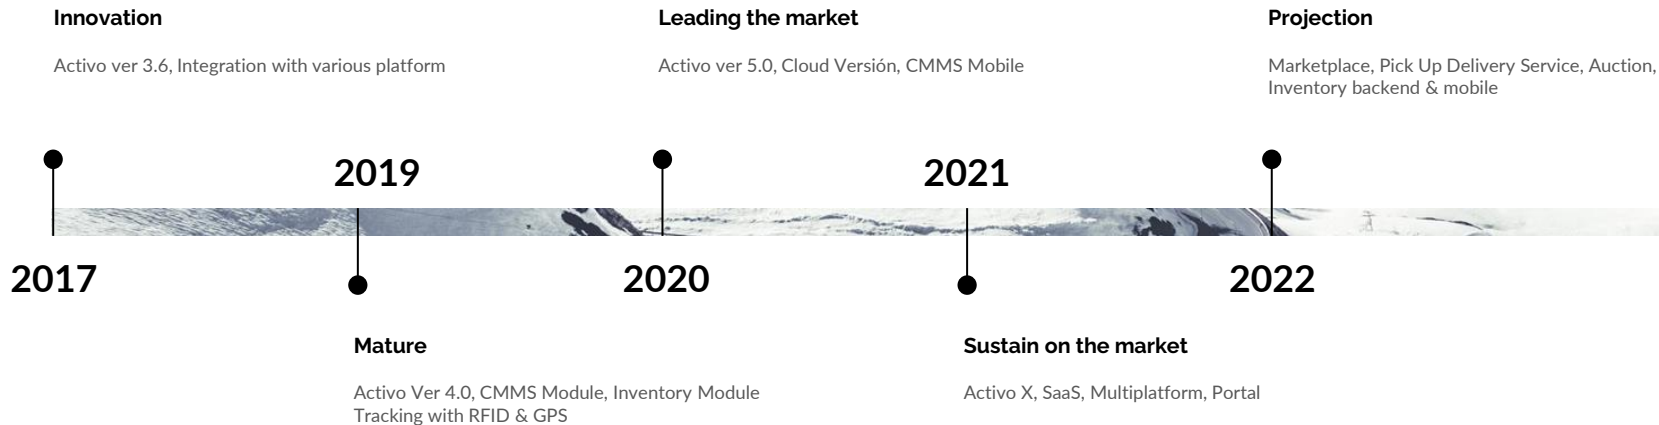 Innovation
Activo ver 3.6, Integration with various platform
Leading the market
Activo ver 5.0, Cloud Versión, CMMS Mobile
Projection
Marketplace, Pick Up Delivery Service, Auction,
Inventory backend & mobile
2019
2021
2017
2020
2022
Mature
Activo Ver 4.0, CMMS Module, Inventory Module
Tracking with RFID & GPS
Sustain on the market
Activo X, SaaS, Multiplatform, Portal